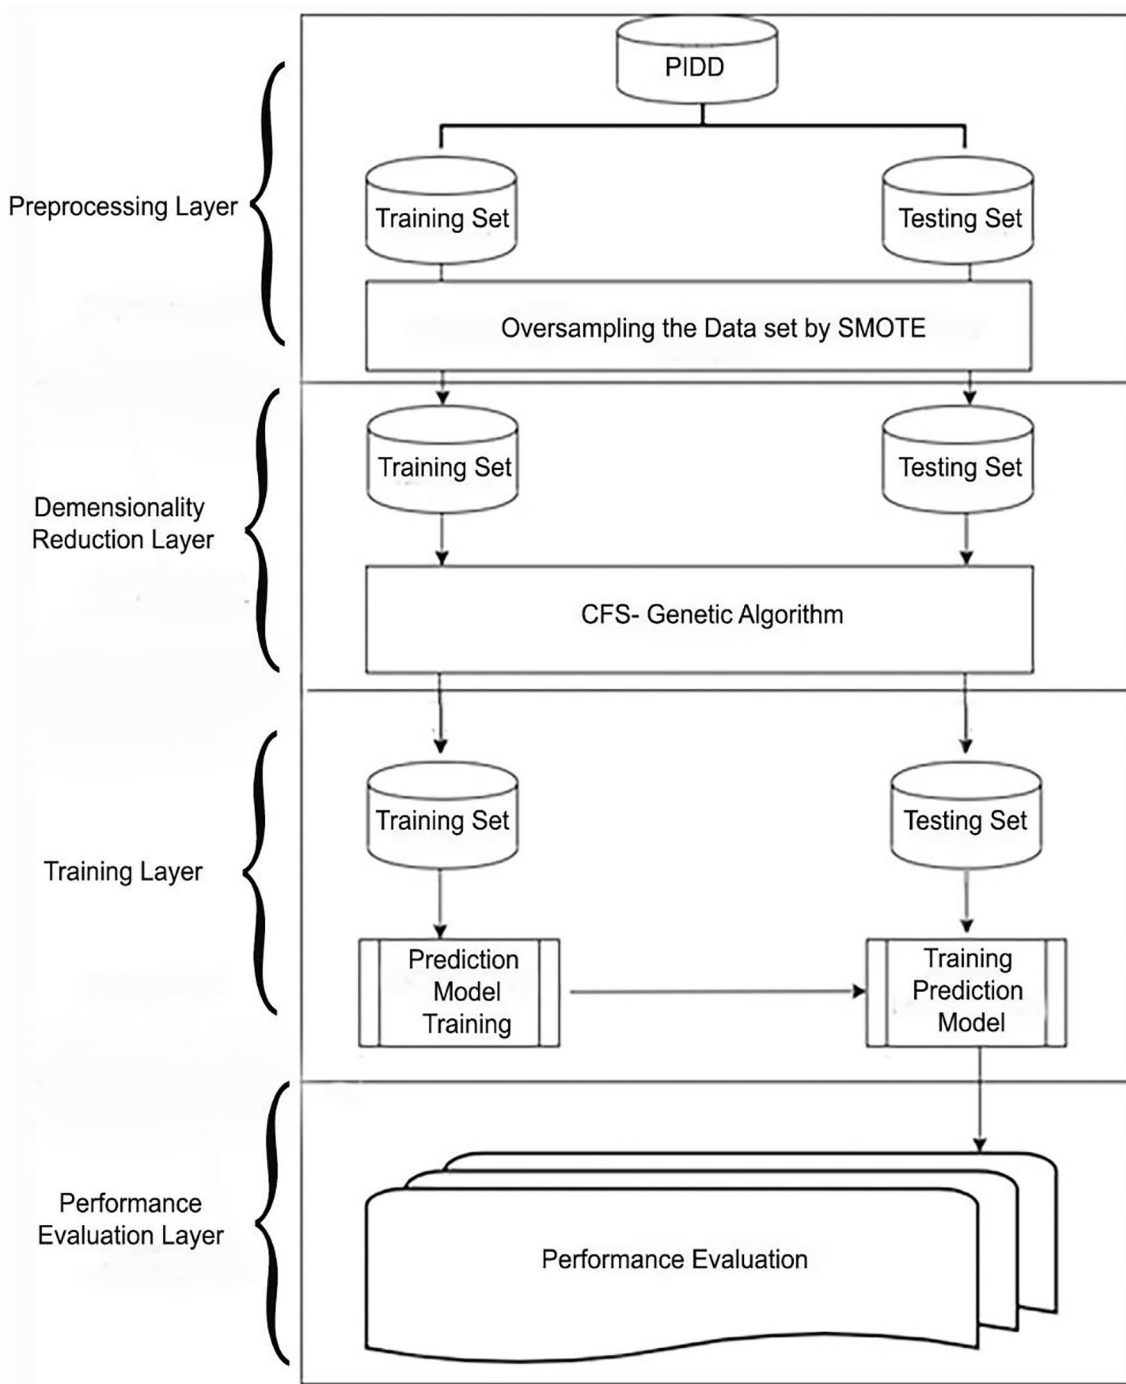 PIDD
Preprocessing Layer
Training Set
Testing Set
Oversampling the Data set by SMOTE
Demensionality
Reduction Layer
Training Set
Testing Set
CFS- Genetic Algorithm
Training Layer
Training Set
Testing Set
Prediction
Model
Training
Training
Prediction
Model
Performance
Evaluation Layer
Performance Evaluation